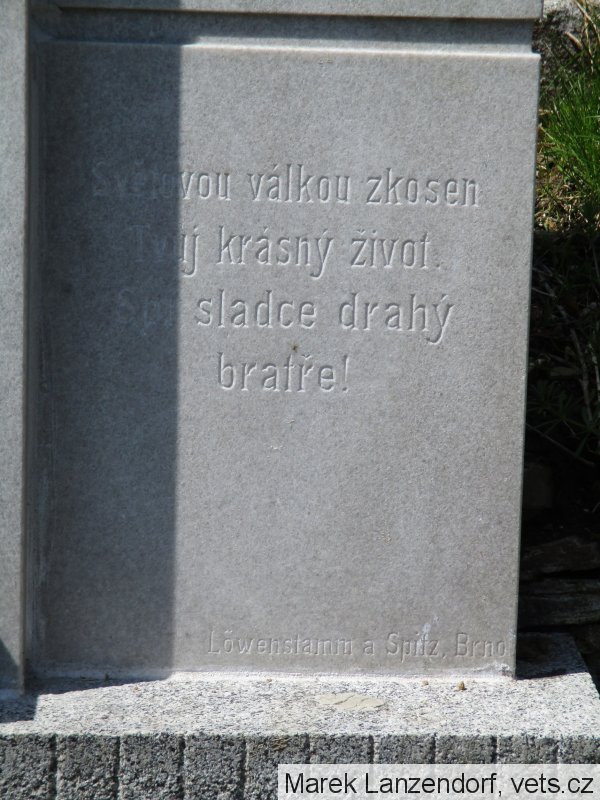 Světovou válkou zkosen
Tvůj krásný život.
Spi sladce drahý
bratře!
Löwenstamm a Spitz, Brno
Marek Lanzendorf, vets.cz